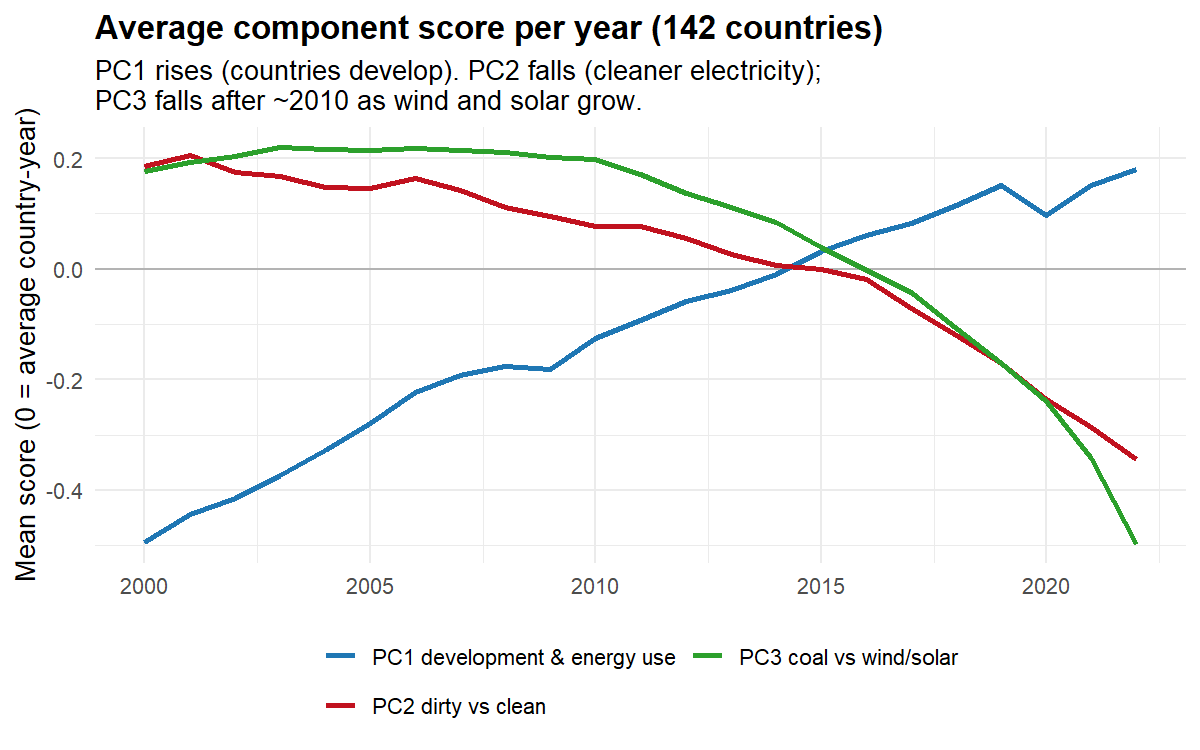 Average component score per year (142 countries)
PC1 rises (countries develop). PC2 falls (cleaner electricity);
PC3 falls after ~2010 as wind and solar grow.
Mean score (0 = average country-year)
0.2
0.0
-0.2
-0.4
2000
2005
2010
2015
2020
PC1 development & energy use
PC3 coal vs wind/solar
PC2 dirty vs clean